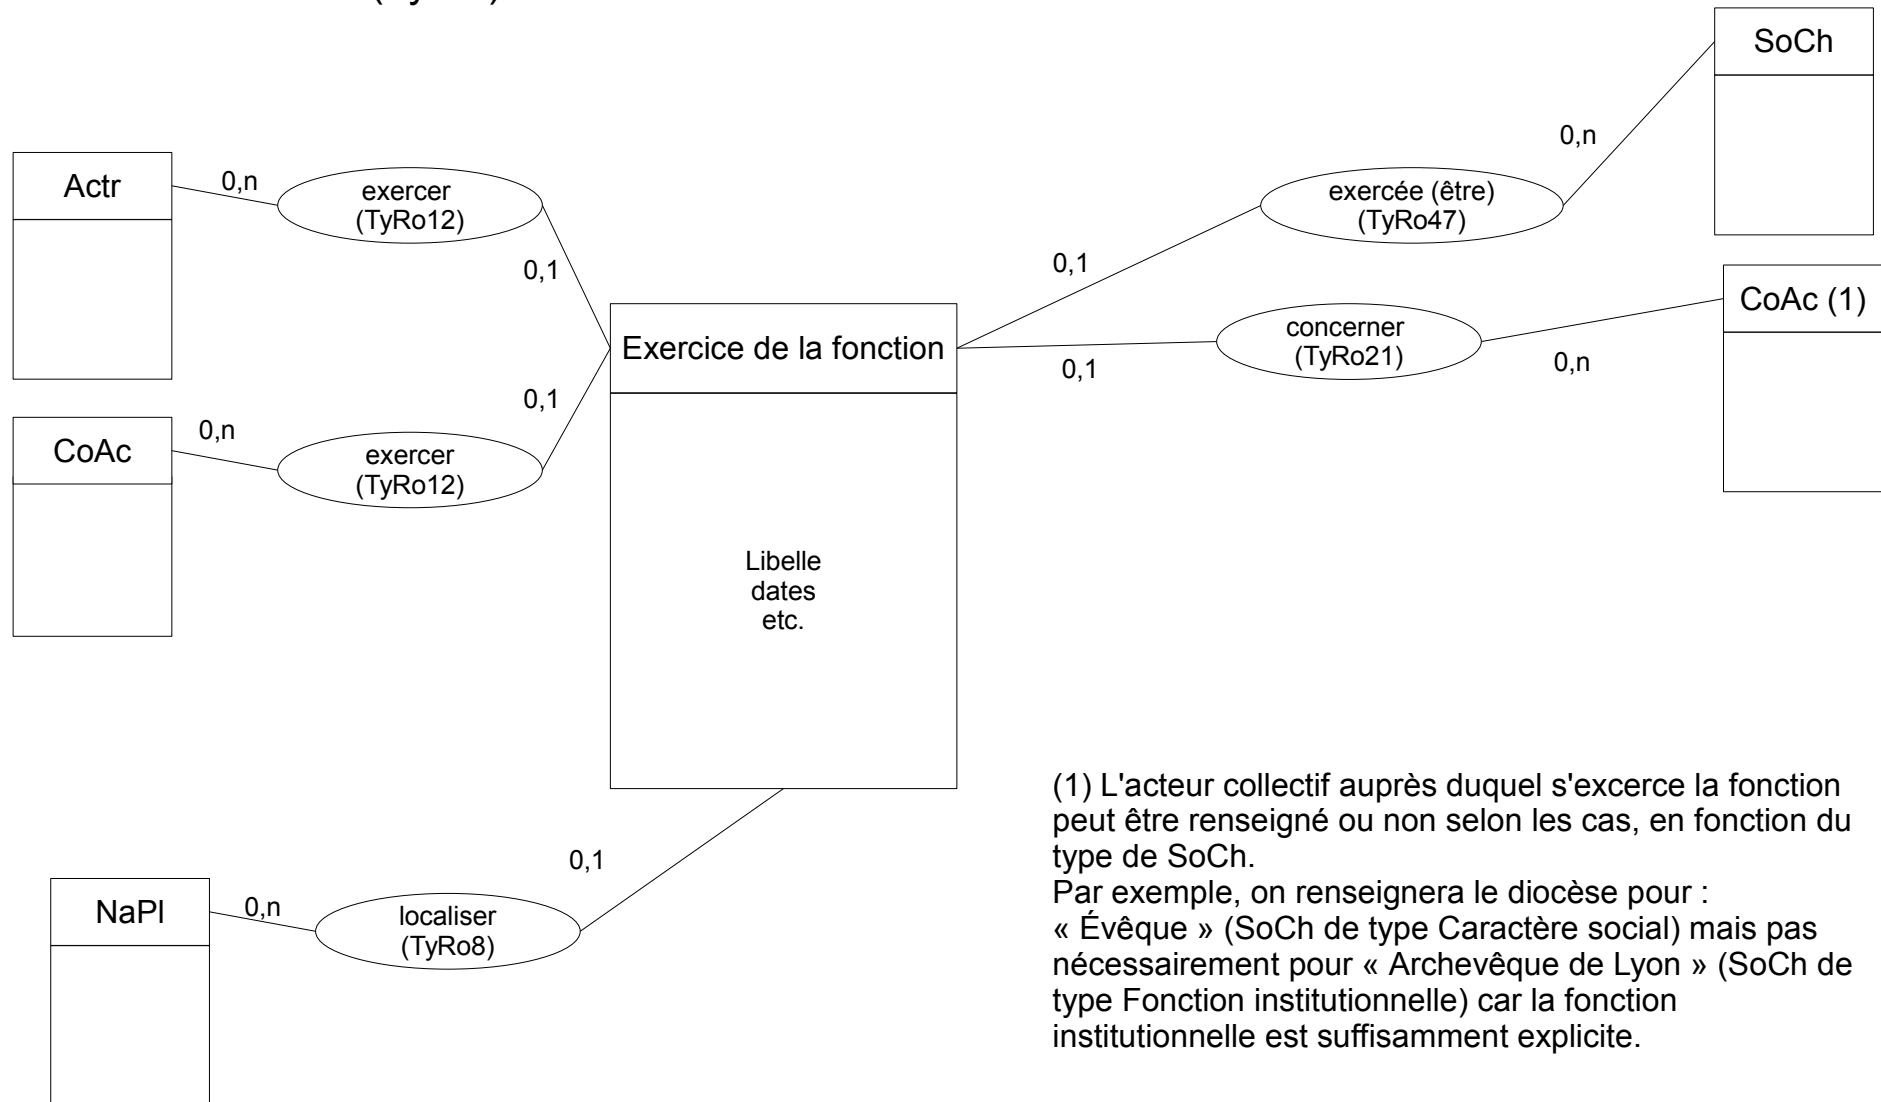 SoCh
0,n
Actr
0,n
exercer
(TyRo12)
exercée (être)
(TyRo47)
0,1
0,1
CoAc (1)
Exercice de la fonction
concerner
(TyRo21)
0,1
0,n
0,1
CoAc
0,n
exercer
(TyRo12)
Libelle
dates
etc.
(1) L'acteur collectif auprès duquel s'excerce la fonction
peut être renseigné ou non selon les cas, en fonction du
type de SoCh.
Par exemple, on renseignera le diocèse pour :
« Évêque » (SoCh de type Caractère social) mais pas
nécessairement pour « Archevêque de Lyon » (SoCh de
type Fonction institutionnelle) car la fonction
institutionnelle est suffisamment explicite.
0,1
NaPl
0,n
localiser
(TyRo8)